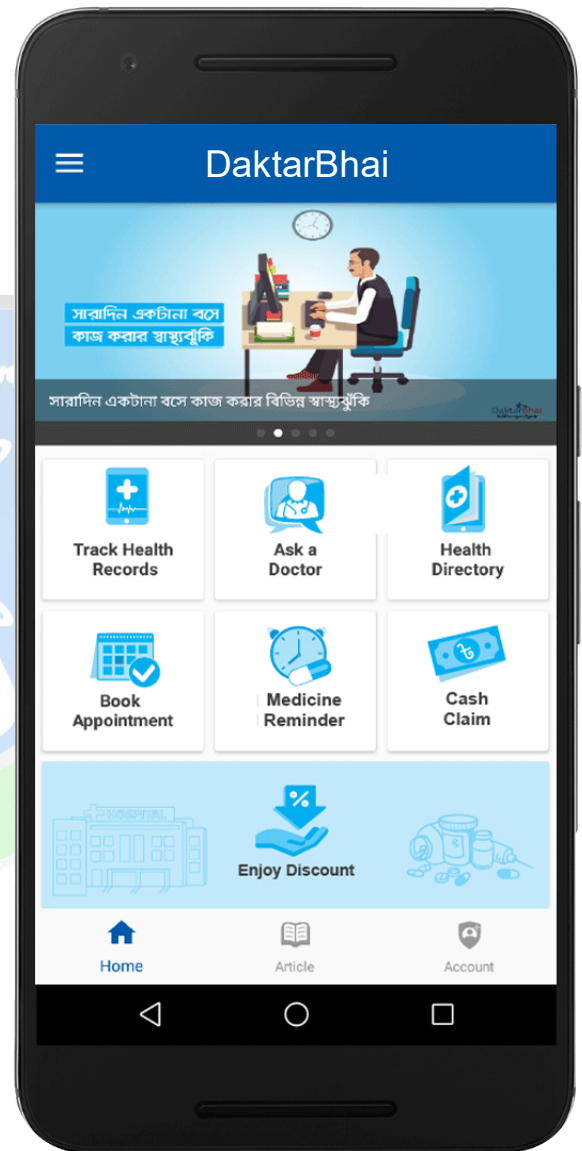 DaktarBhai
সারাদিন একটানা বসে
কাজ করার স্বাস্থ্যঝুঁকি
সারাদিন একটানা বসে কাজ করার বিভিন্ন স্বাস্থ্যঝুঁকি
DaktarBhai
Track Health
Records
Ask a
Doctor
Health
Directory
Book
Appointment
Medicine
Reminder
Cash
Claim
HOSPITAL
%
৳
Enjoy Discount
Home
Article
Account